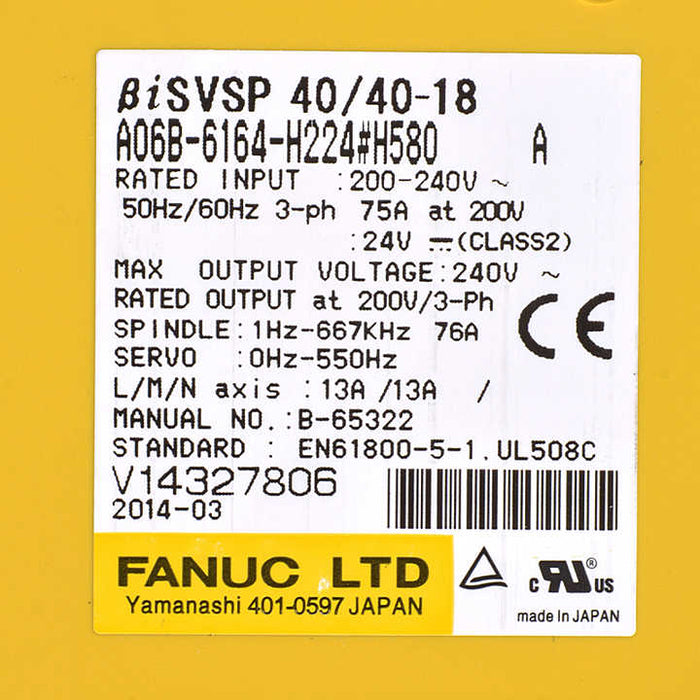 βiSVSP 40/40-18
A06B-6164-H224#H580 A
RATED INPUT :200-240V ~
50Hz/60Hz 3-ph 75A at 200V
:24V ⎓(CLASS2)
MAX OUTPUT VOLTAGE:240V ~
RATED OUTPUT at 200V/3-Ph
SPINDLE:1Hz-667KHz 76A
SERVO :0Hz-550Hz
L/M/N axis :13A /13A /
MANUAL NO.:B-65322
STANDARD : EN61800-5-1.UL508C
V14327806
2014-03
CE
FANUC LTD
Yamanashi 401-0597 JAPAN
c RU® US
made In JAPAN